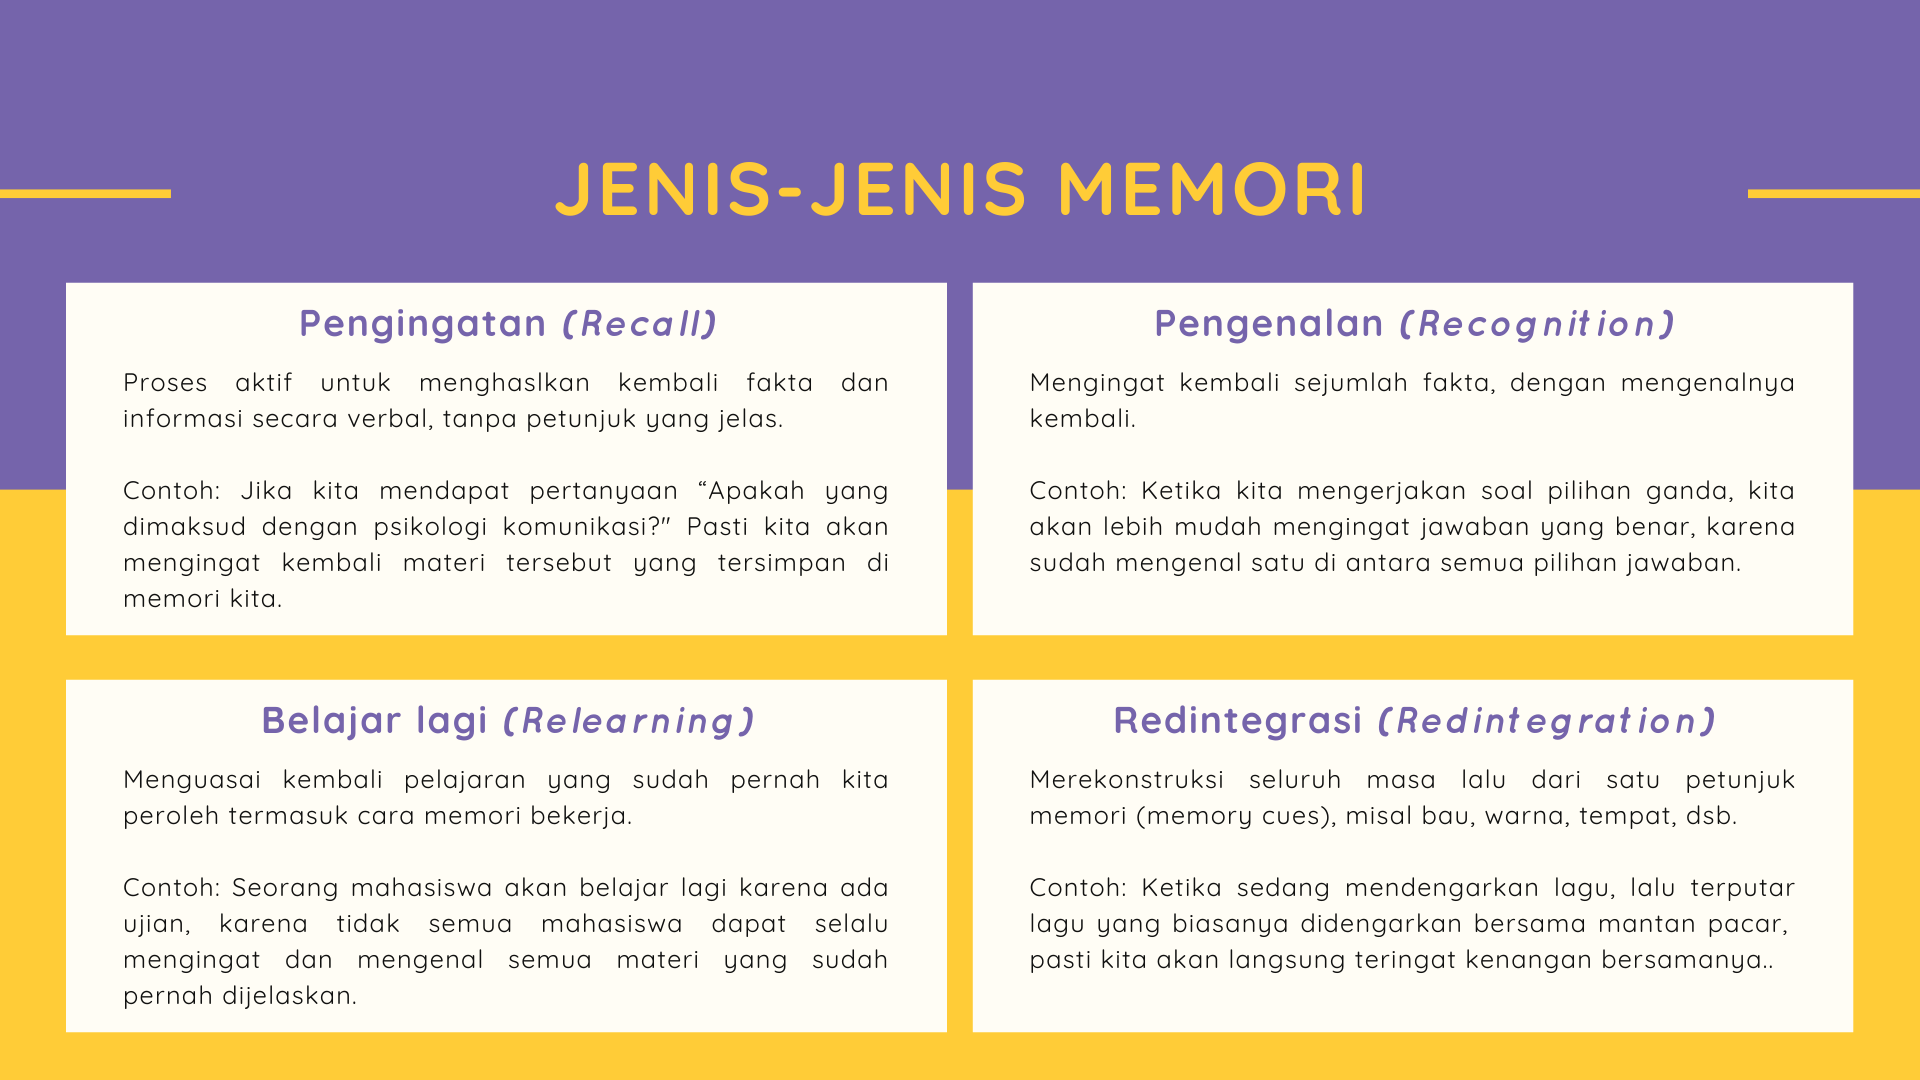 JENIS-JENIS MEMORI
Pengingatan (Recall)
Proses aktif untuk menghaslkan kembali fakta dan
informasi secara verbal, tanpa petunjuk yang jelas.
Contoh: Jika kita mendapat pertanyaan “Apakah yang
dimaksud dengan psikologi komunikasi?" Pasti kita akan
mengingat kembali materi tersebut yang tersimpan di
memori kita.
Pengenalan (Recognition)
Mengingat kembali sejumlah fakta, dengan mengenalnya
kembali.
Contoh: Ketika kita mengerjakan soal pilihan ganda, kita
akan lebih mudah mengingat jawaban yang benar, karena
sudah mengenal satu di antara semua pilihan jawaban.
Belajar lagi (Relearning)
Menguasai kembali pelajaran yang sudah pernah kita
peroleh termasuk cara memori bekerja.
Contoh: Seorang mahasiswa akan belajar lagi karena ada
ujian, karena tidak semua mahasiswa dapat selalu
mengingat dan mengenal semua materi yang sudah
pernah dijelaskan.
Redintegrasi (Redintegration)
Merekonstruksi seluruh masa lalu dari satu petunjuk
memori (memory cues), misal bau, warna, tempat, dsb.
Contoh: Ketika sedang mendengarkan lagu, lalu terputar
lagu yang biasanya didengarkan bersama mantan pacar,
pasti kita akan langsung teringat kenangan bersamanya..